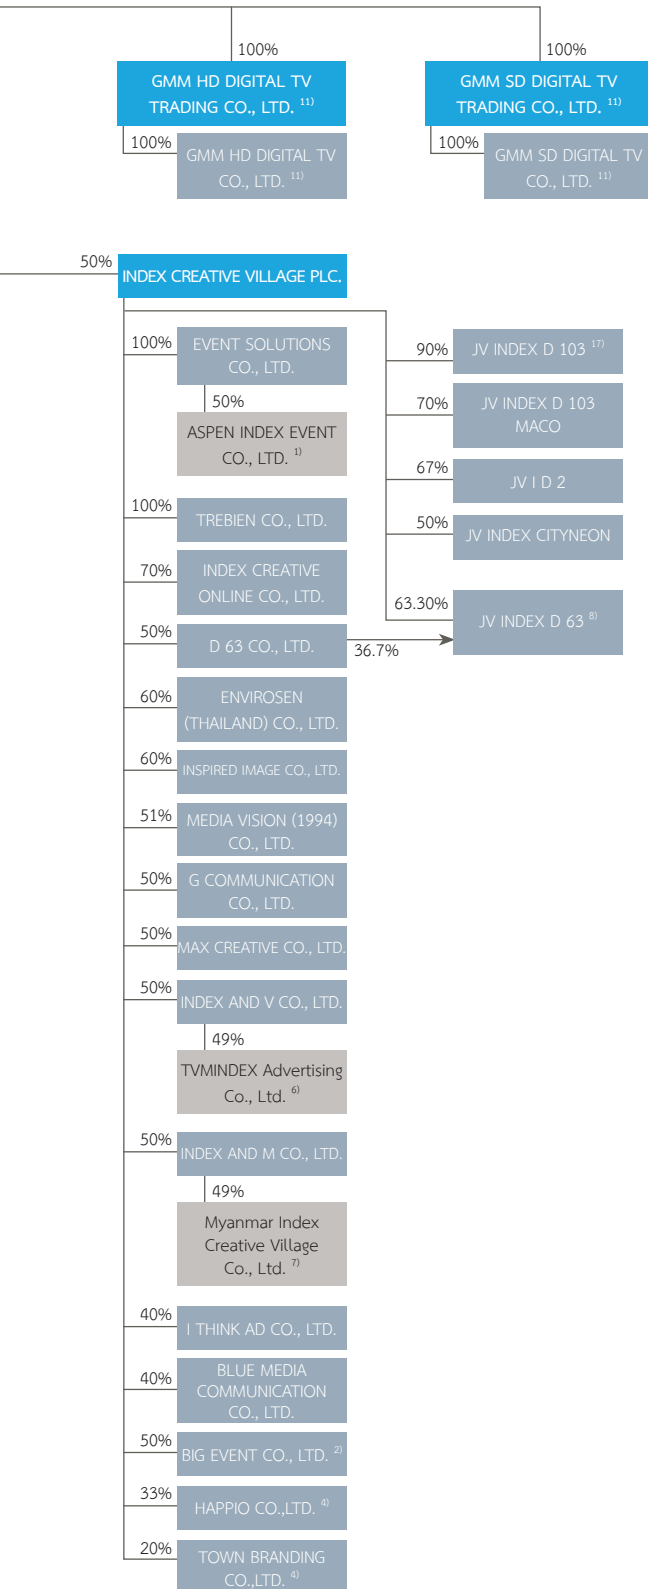 100%
GMM HD DIGITAL TV
TRADING CO., LTD. 11)
100%
GMM HD DIGITAL TV
CO., LTD. 11)
100%
GMM SD DIGITAL TV
TRADING CO., LTD. 11)
100%
GMM SD DIGITAL TV
CO., LTD. 11)
50%
INDEX CREATIVE VILLAGE PLC.
100%
EVENT SOLUTIONS
CO., LTD.
50%
ASPEN INDEX EVENT
CO., LTD. 1)
100%
TREBIEN CO., LTD.
70%
INDEX CREATIVE
ONLINE CO., LTD.
50%
D 63 CO., LTD.
36.7%
60%
ENVIROSEN
(THAILAND) CO., LTD.
60%
INSPIRED IMAGE CO., LTD.
51%
MEDIA VISION (1994)
CO., LTD.
50%
G COMMUNICATION
CO., LTD.
50%
MAX CREATIVE CO., LTD.
50%
INDEX AND V CO., LTD.
49%
TVMINDEX Advertising
Co., Ltd. 6)
50%
INDEX AND M CO., LTD.
49%
Myanmar Index
Creative Village
Co., Ltd. 7)
40%
I THINK AD CO., LTD.
40%
BLUE MEDIA
COMMUNICATION
CO., LTD.
50%
BIG EVENT CO., LTD. 2)
33%
HAPPIO CO.,LTD. 4)
20%
TOWN BRANDING
CO.,LTD. 4)
90%
JV INDEX D 103 17)
70%
JV INDEX D 103
MACO
67%
JV I D 2
50%
JV INDEX CITYNEON
63.30%
JV INDEX D 63 8)